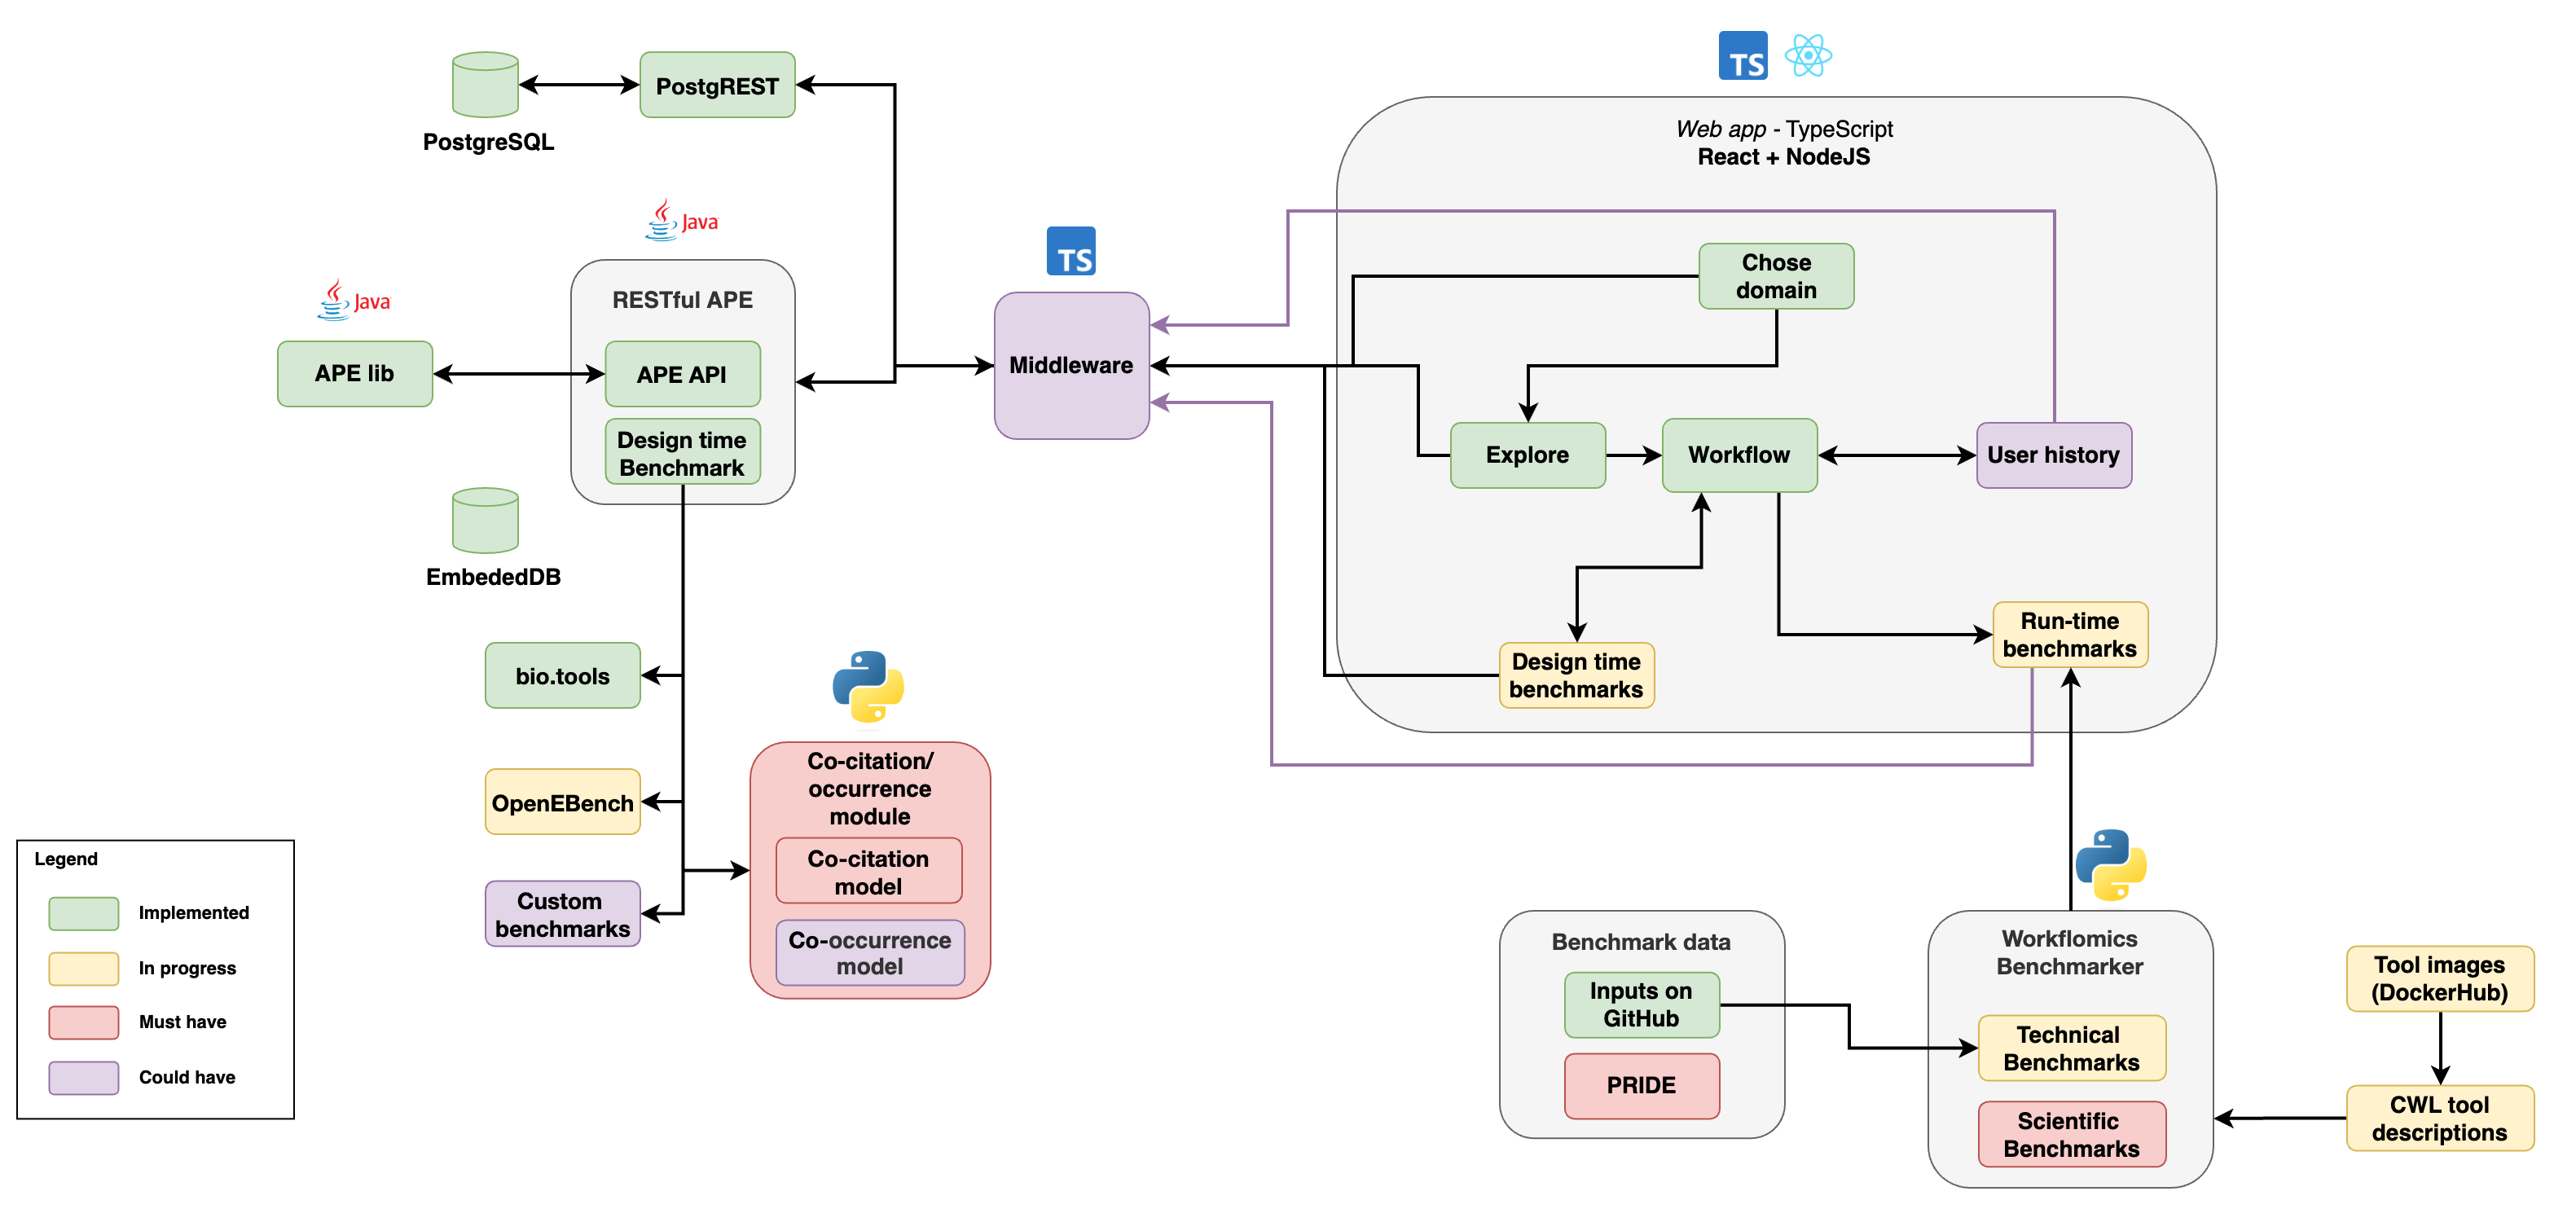 TS
Web app - TypeScript
React + NodeJS
PostgREST
PostgreSQL
Java
RESTful APE
APE API
Design time
Benchmark
Java
APE lib
EmbededDB
TS
Middleware
Chose
domain
Explore
Workflow
User history
Design time
benchmarks
Run-time
benchmarks
bio.tools
OpenEBench
Custom
benchmarks
Co-citation/
occurrence
module
Co-citation
model
Co-occurrence
model
Legend
Implemented
In progress
Must have
Could have
Benchmark data
Inputs on
GitHub
PRIDE
Workflomics
Benchmarker
Technical
Benchmarks
Scientific
Benchmarks
Tool images
(DockerHub)
CWL tool
descriptions